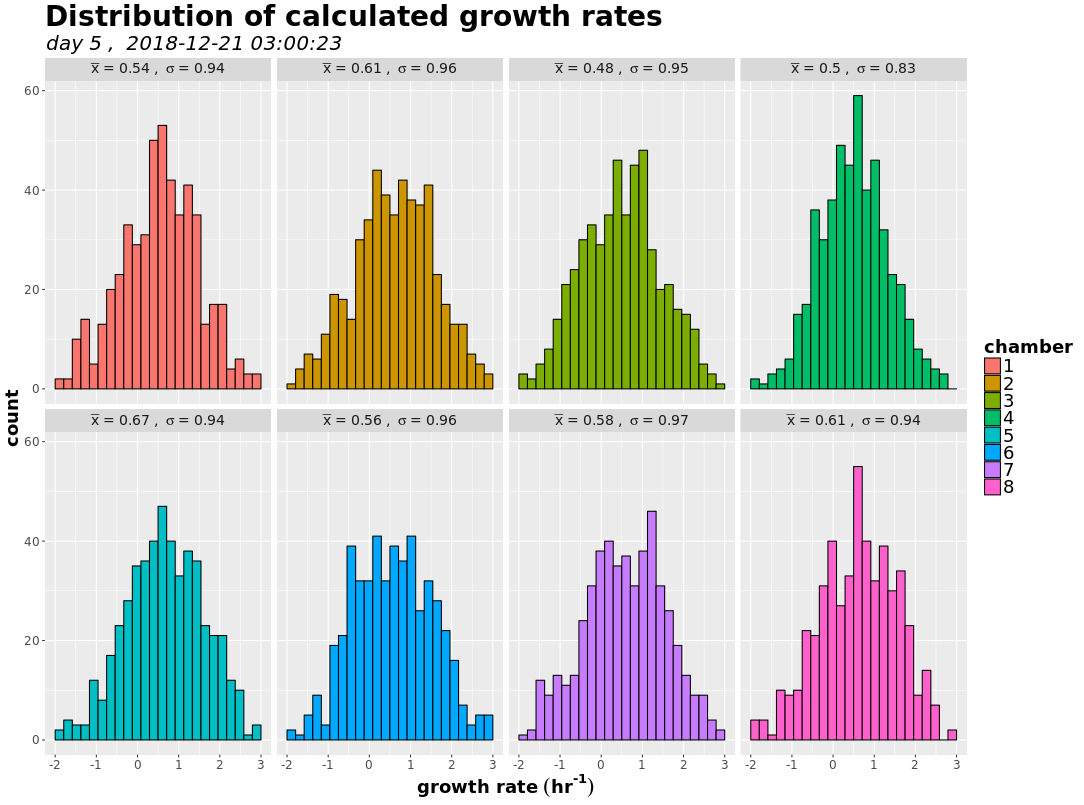 Distribution of calculated growth rates
day 5 ,  2018-12-21 03:00:23
x̅ = 0.54 ,  σ = 0.94
x̅ = 0.61 ,  σ = 0.96
x̅ = 0.48 ,  σ = 0.95
x̅ = 0.5 ,  σ = 0.83
60
40
20
0
x̅ = 0.67 ,  σ = 0.94
x̅ = 0.56 ,  σ = 0.96
x̅ = 0.58 ,  σ = 0.97
x̅ = 0.61 ,  σ = 0.94
60
40
20
0
-2 -1 0 1 2 3
-2 -1 0 1 2 3
-2 -1 0 1 2 3
-2 -1 0 1 2 3
growth rate (hr⁻¹)
count
chamber
1
2
3
4
5
6
7
8